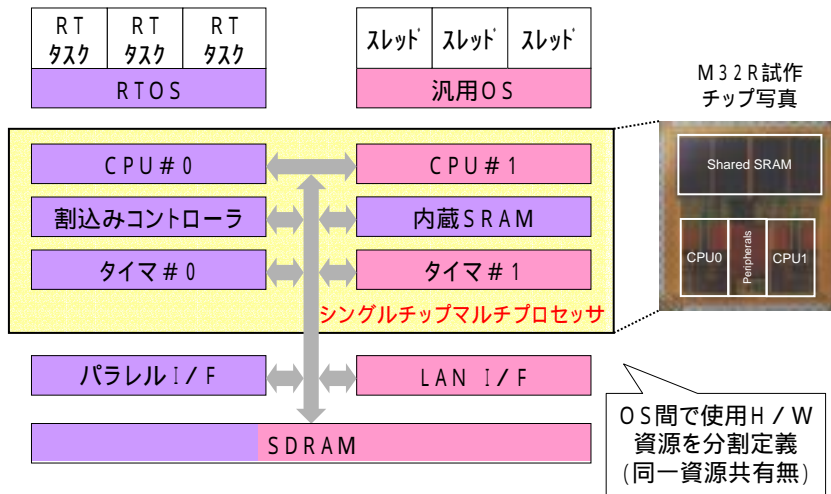 RT
タスク
RT
タスク
RT
タスク
RTOS
スレッド
スレッド
スレッド
汎用OS
M32R試作
チップ写真
CPU#0
CPU#1
割込みコントローラ
内蔵SRAM
タイマ#0
タイマ#1
シングルチップマルチプロセッサ
Shared SRAM
CPU0
Peripherals
CPU1
パラレルI/F
LAN I/F
SDRAM
OS間で使用H/W
資源を分割定義
(同一資源共有無)